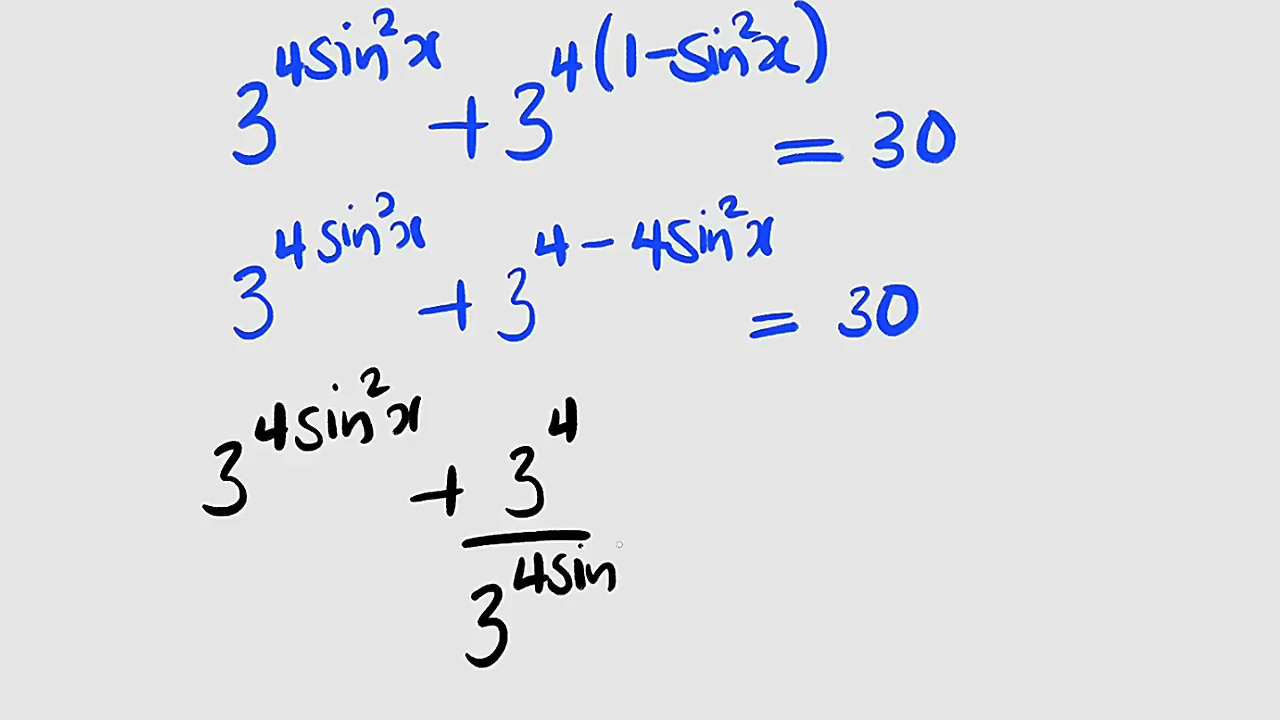 3^{4sin²x} + 3^{4(1-sin²x)} = 30
3^{4sin²x} + 3^{4-4sin²x} = 30
3^{4sin²x} + 3^{4}
3^{4sin}